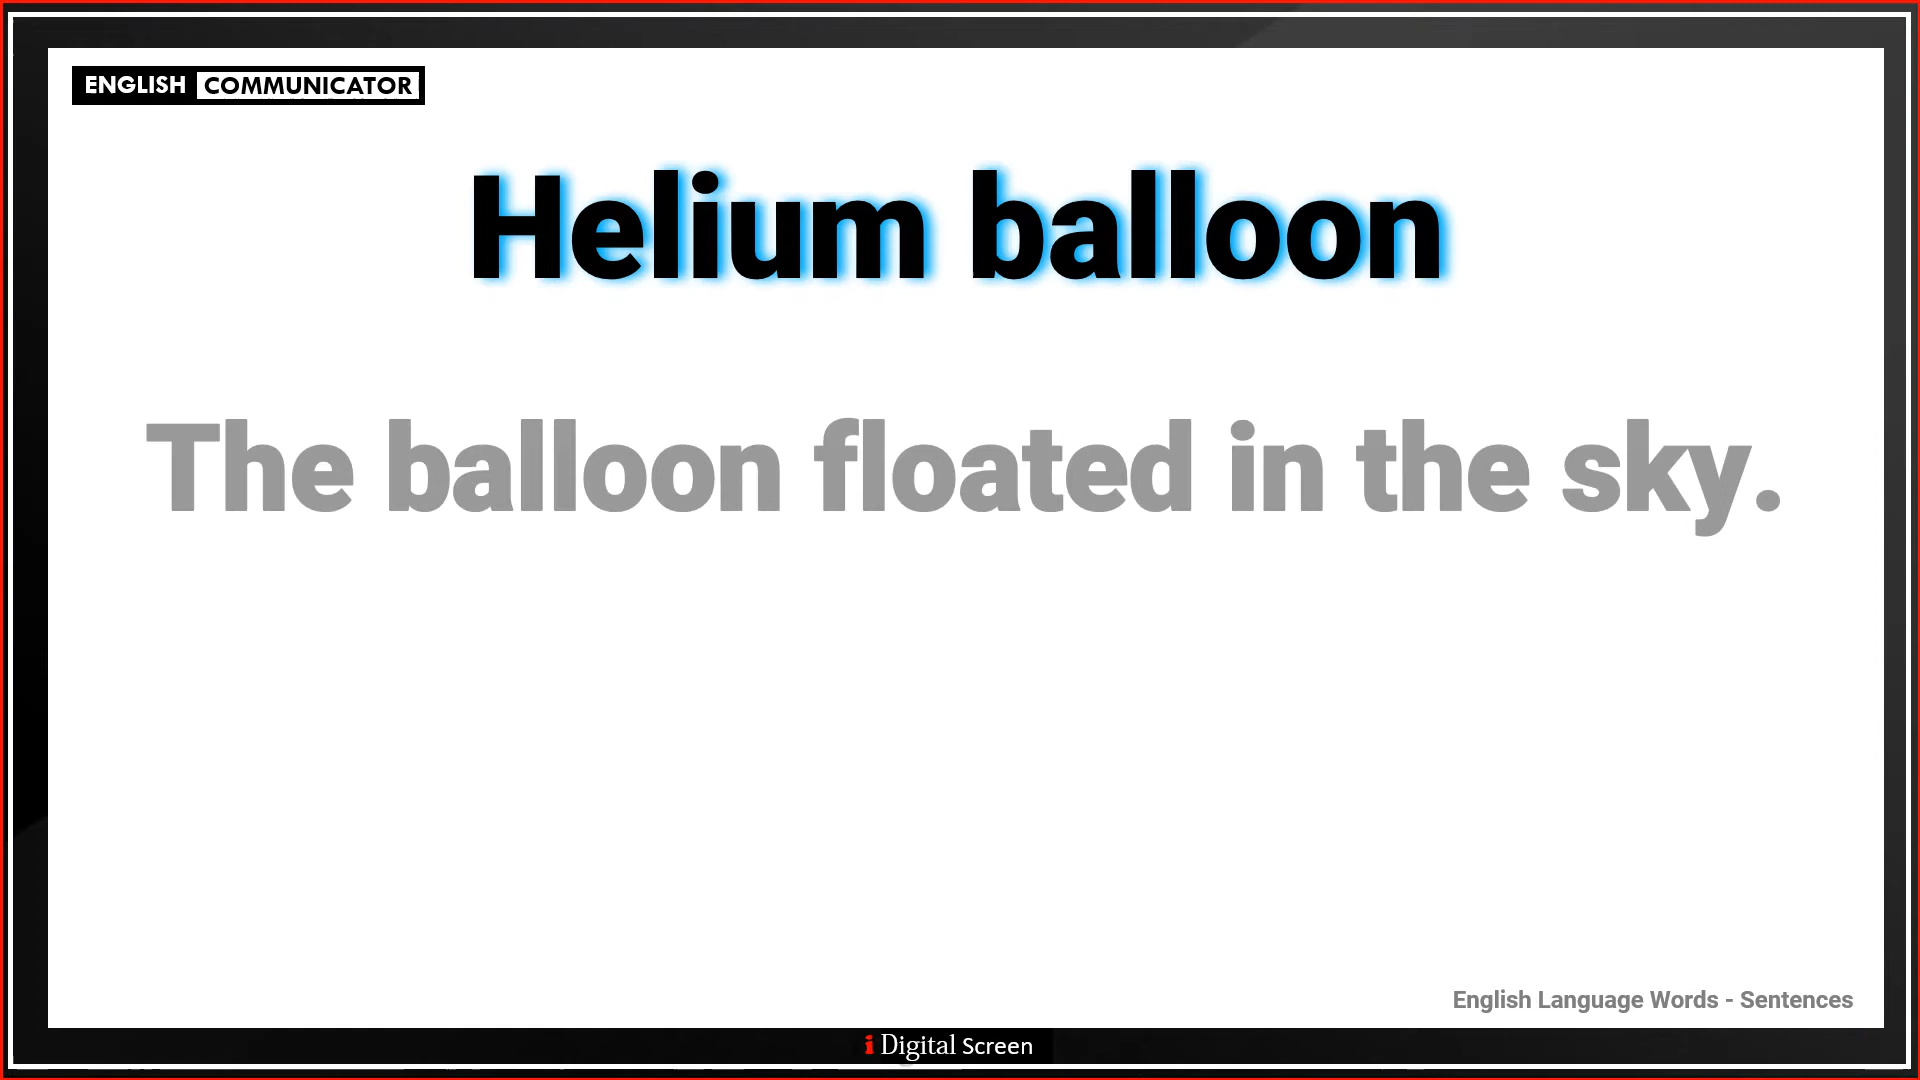 ENGLISH COMMUNICATOR
Helium balloon
The balloon floated in the sky.
English Language Words - Sentences
i Digital Screen